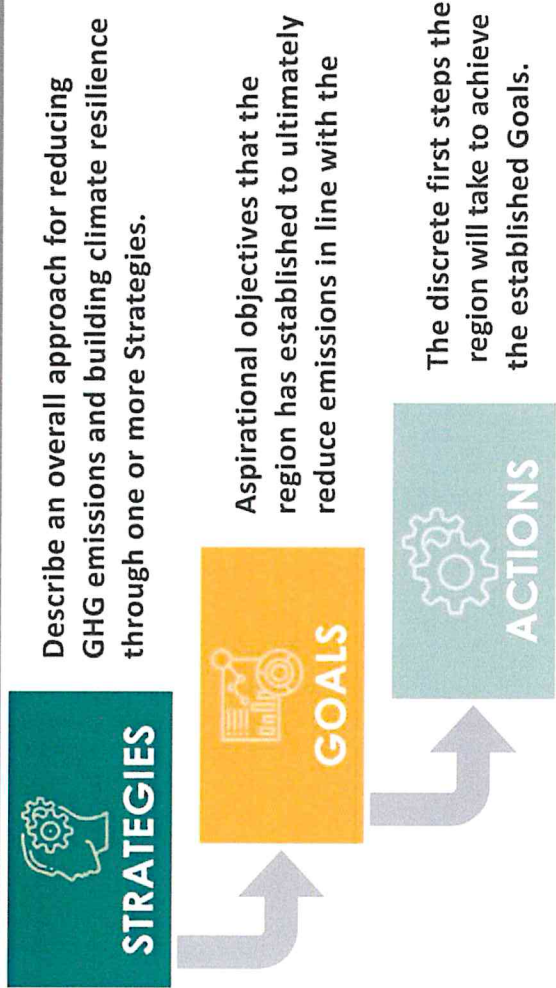 STRATEGIES
Describe an overall approach for reducing
GHG emissions and building climate resilience
through one or more Strategies.
GOALS
Aspirational objectives that the
region has established to ultimately
reduce emissions in line with the
ACTIONS
The discrete first steps the
region will take to achieve
the established Goals.